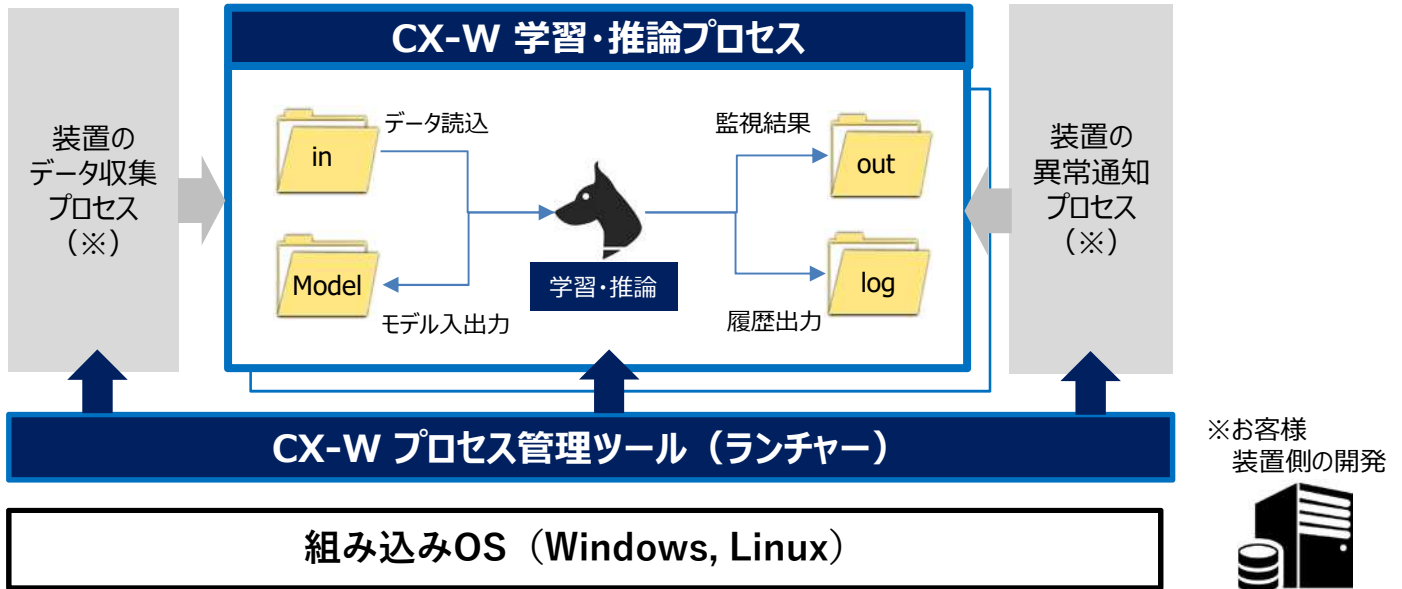 CX-W 学習・推論プロセス
装置の
データ収集
プロセス
（※）
in
データ読込
Model
モデル入出力
学習・推論
監視結果
out
log
履歴出力
装置の
異常通知
プロセス
（※）
CX-W プロセス管理ツール（ランチャー）
※お客様
装置側の開発
組み込みOS（Windows, Linux）